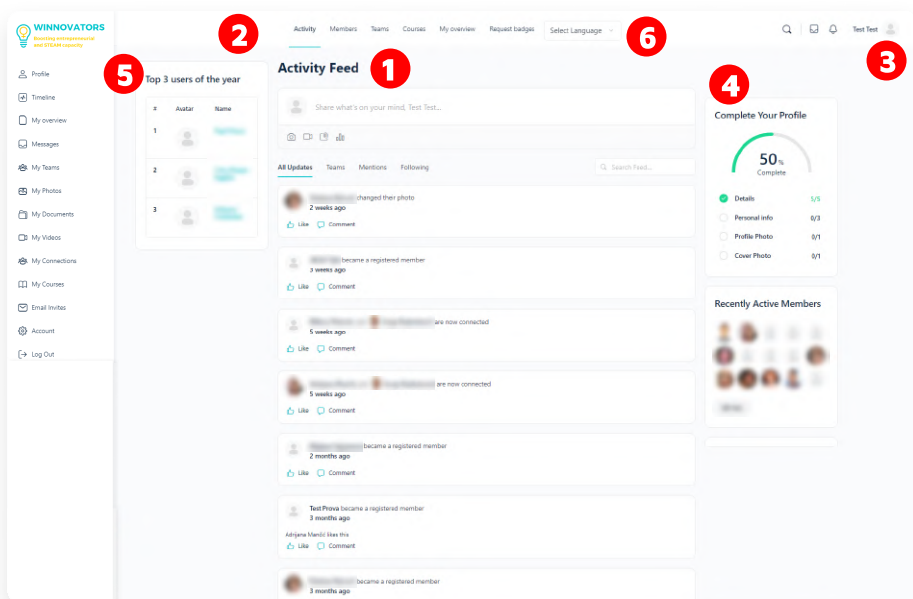 WINNOVATORS
Boosting entrepreneurial
and STEAM capacity
Profile
Timeline
My overview
Messages
My Teams
My Photos
My Documents
My Videos
My Connections
My Courses
Email Invites
Account
Log Out
2
Activity Members Teams Courses My overview Request badges Select Language
6
Test Test
3
5
Top 3 users of the year
# Avatar Name
1
2
3
Activity Feed
1
Share what's on your mind, Test Test...
All Updates Teams Mentions Following
Search Feed...
changed their photo
2 weeks ago
Like Comment
became a registered member
3 weeks ago
Like Comment
are now connected
5 weeks ago
Like Comment
are now connected
5 weeks ago
Like Comment
became a registered member
2 months ago
Like Comment
Test Prova became a registered member
3 months ago
Adrijana Mandić likes this
Like Comment
became a registered member
3 months ago
4
Complete Your Profile
50%
Complete
Details 5/5
Personal info 0/3
Profile Photo 0/1
Cover Photo 0/1
Recently Active Members